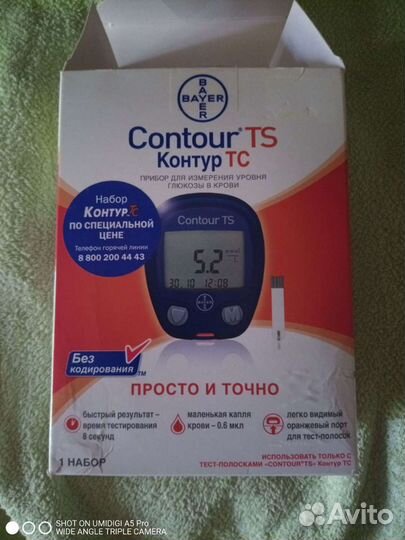 BAYER
BAYER
Contour® TS
Контур ТС
ПРИБОР ДЛЯ ИЗМЕРЕНИЯ УРОВНЯ
ГЛЮКОЗЫ В КРОВИ
Набор
КОНТУР ТС
ПО СПЕЦИАЛЬНОЙ
ЦЕНЕ
Телефон горячей линии
8 800 200 44 43
Contour TS
5.2
30.10 12:08
BAYER
M
Без
кодирования
TM
ПРОСТО И ТОЧНО
быстрый результат –
время тестирования
8 секунд
маленькая капля
крови – 0.6 мкл
легко видимый
оранжевый порт
для тест-полосок
1 НАБОР
ИСПОЛЬЗОВАТЬ ТОЛЬКО С
ТЕСТ-ПОЛОСКАМИ «CONTOUR®TS» Контур ТС
SHOT ON UMIDIGI A5 Pro
WIDE ANGLE TRIPLE CAMERA
Avito